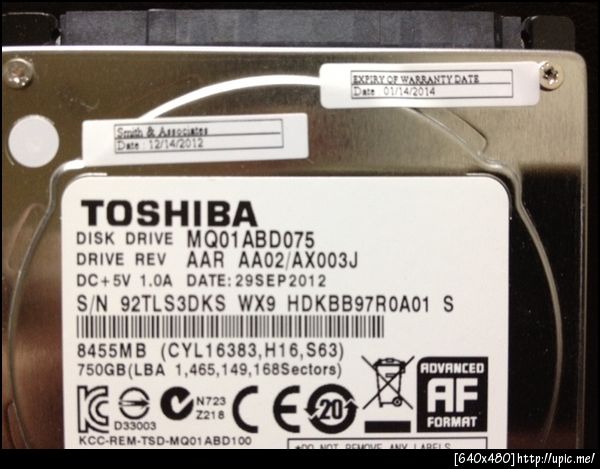 EXPIRY OF WARRANTY DATE
Date 01/14/2014
Smith & Associates
Date : 12/14/2012
TOSHIBA
DISK DRIVE MQ01ABD075
DRIVE REV AAR AA02/AX003J
DC+5V 1.0A DATE:29SEP2012
S/N 92TLS3DKS WX9 HDKBB97R0A01 S
8455MB (CYL16383,H16,S63)
750GB(LBA 1,465,149,168Sectors)
ADVANCED
AF
FORMAT
N723
Z218
CE
20
D33003
KCC-REM-TSD-MQ01ABD100
*DO NOT REMOVE ANY LABELS
[640x480]http://upic.me/